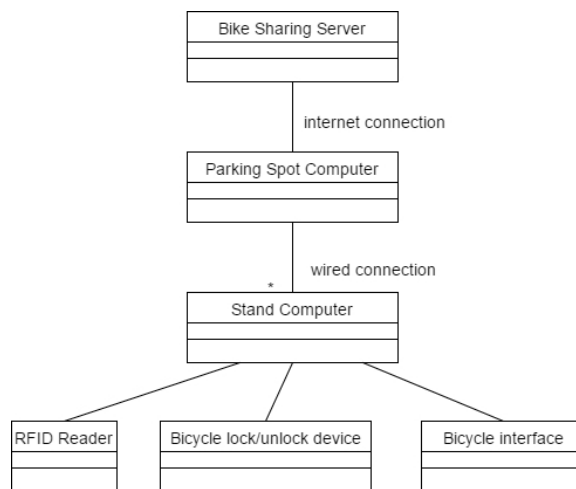 Bike Sharing Server
internet connection
Parking Spot Computer
wired connection
*
Stand Computer
RFID Reader
Bicycle lock/unlock device
Bicycle interface